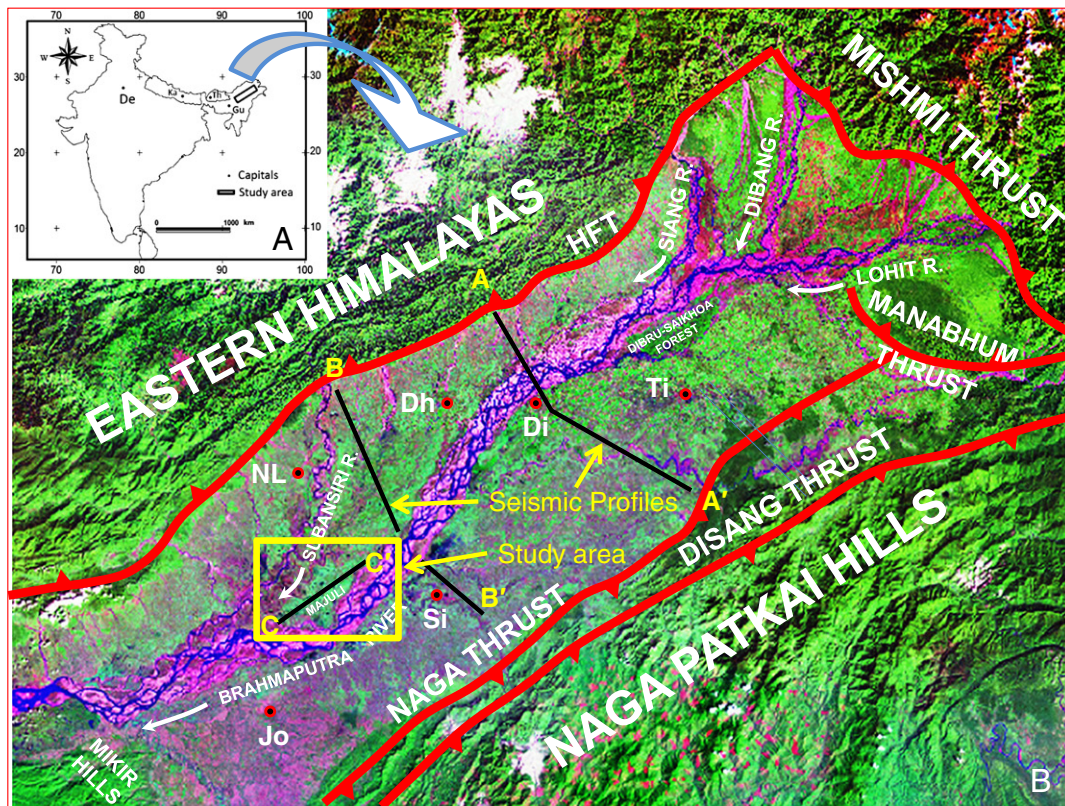 70 80 90 100
N
W E
S
30 30
De
Ka
Th
Gu
20 20
Capitals
Study area
10 10
0 1000 km
A
70 80 90 100
MISHMI THRUST
EASTERN HIMALAYAS
HFT
SIANG R.
DIBANG R.
LOHIT R.
MANABHUM
THRUST
DIBRU-SAIKHOA
FOREST
A
B
Dh
Di
Ti
NL
SUBANSIRI R.
Seismic Profiles
A′
Study area
C
MAJULI
C
Si
B′
DISANG THRUST
NAGA THRUST
NAGA PATKAI HILLS
BRAHMAPUTRA RIVER
Jo
MIKIR
HILLS
B